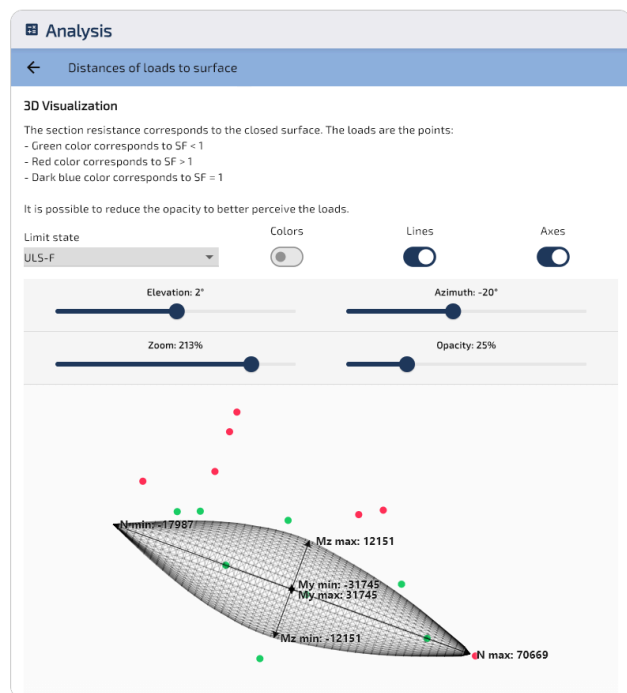 Analysis
Distances of loads to surface
3D Visualization
The section resistance corresponds to the closed surface. The loads are the points:
- Green color corresponds to SF < 1
- Red color corresponds to SF > 1
- Dark blue color corresponds to SF = 1
It is possible to reduce the opacity to better perceive the loads.
Limit state
Colors
Lines
Axes
ULS-F
Elevation: 2°
Azimuth: -20°
Zoom: 213%
Opacity: 25%
N min: -17987
Mz max: 12151
My min: -31745
My max: 31745
Mz min: -12151
N max: 70669